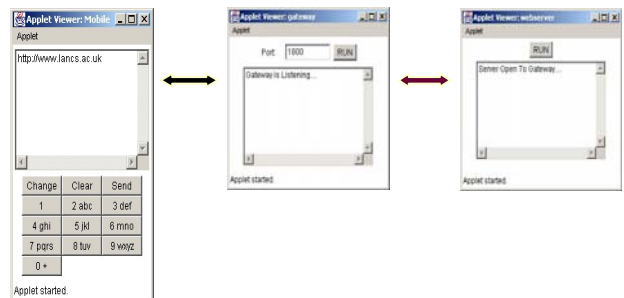 Applet Viewer: Mobile
Applet
http://www.lancs.ac.uk
Change Clear Send
1 2 abc 3 def
4 ghi 5 jkl 6 mno
7 pqrs 8 tuv 9 wxyz
0 +
Applet started.
Applet Viewer: gateway
Applet
Port 1800 RUN
Gateway Is Listening...
Applet started.
Applet Viewer: webserver
Applet
RUN
Server Open To Gateway...
Applet started.